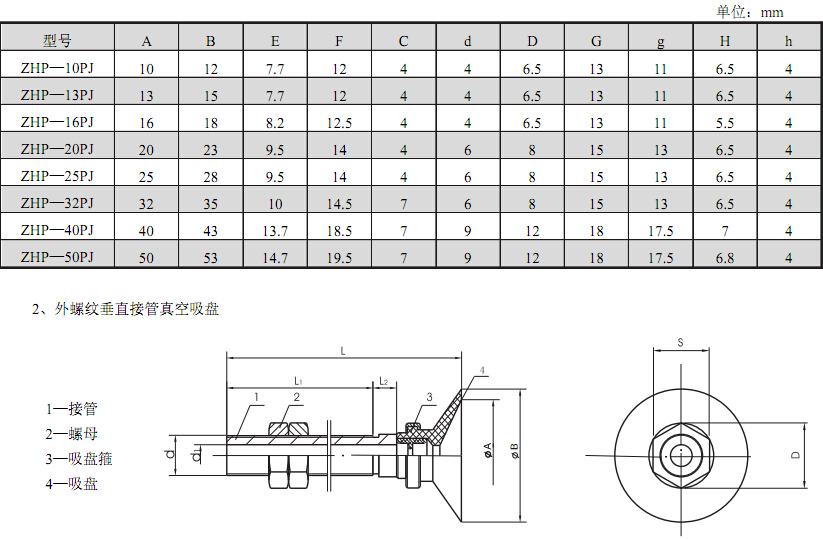 单位：mm
型号 A B E F C d D G g H h
ZHP—10PJ 10 12 7.7 12 4 4 6.5 13 11 6.5 4
ZHP—13PJ 13 15 7.7 12 4 4 6.5 13 11 6.5 4
ZHP—16PJ 16 18 8.2 12.5 4 4 6.5 13 11 5.5 4
ZHP—20PJ 20 23 9.5 14 4 6 8 15 13 6.5 4
ZHP—25PJ 25 28 9.5 14 4 6 8 15 13 6.5 4
ZHP—32PJ 32 35 10 14.5 7 6 8 15 13 6.5 4
ZHP—40PJ 40 43 13.7 18.5 7 9 12 18 17.5 7 4
ZHP—50PJ 50 53 14.7 19.5 7 9 12 18 17.5 6.8 4
2、外螺纹垂直接管真空吸盘
1—接管
2—螺母
3—吸盘箍
4—吸盘
L
L1 L2
1 2 3 4
d d1 øA øB
S
D